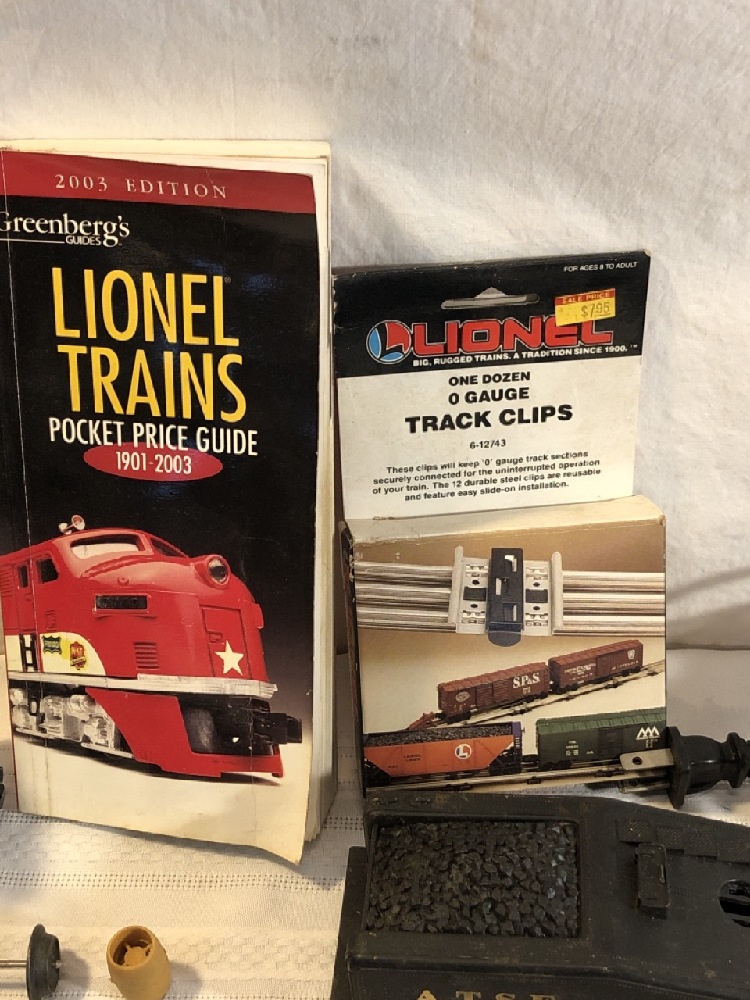 2003 EDITION
Greenberg's
GUIDES
LIONEL
TRAINS
POCKET PRICE GUIDE
1901-2003
FOR AGES 8 TO ADULT
SALE PRICE
$7.95
LIONEL
BIG, RUGGED TRAINS. A TRADITION SINCE 1900.™
ONE DOZEN
O GAUGE
TRACK CLIPS
6-12743
These clips will keep 'O' gauge track sections
securely connected for the uninterrupted operation
of your train. The 12 durable steel clips are reusable
and feature easy slide-on installation.
SP&S
L
A.T.S.F.